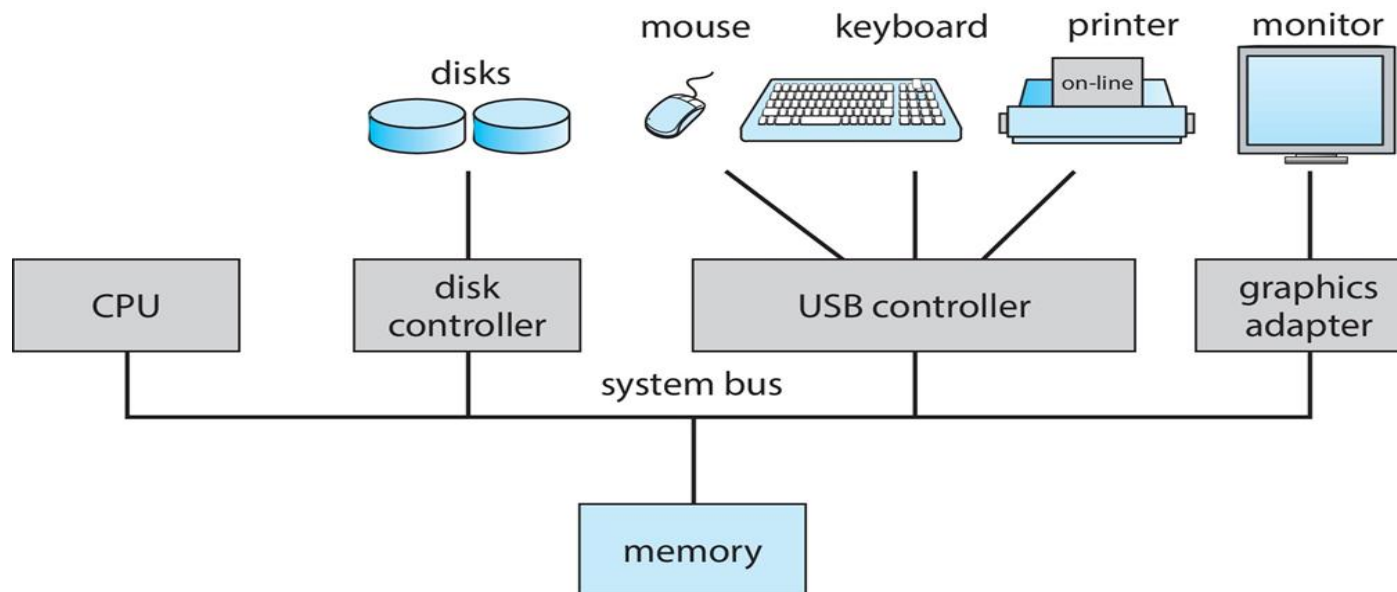 mouse
keyboard
printer
monitor
disks
on-line
CPU
disk
controller
USB controller
graphics
adapter
system bus
memory